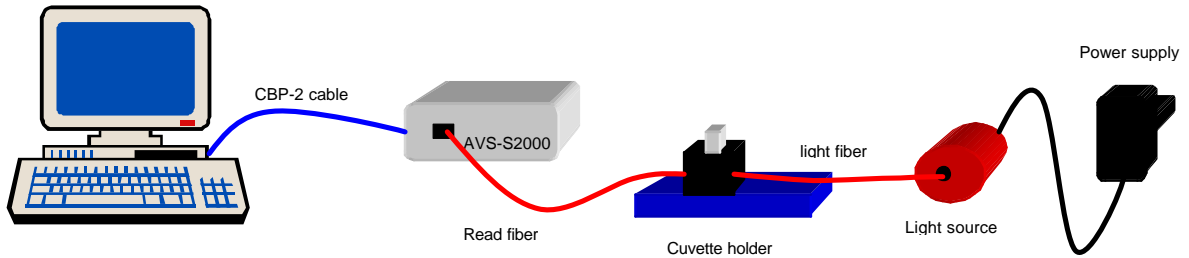 Power supply
CBP-2 cable
AVS-S2000
light fiber
Read fiber
Cuvette holder
Light source